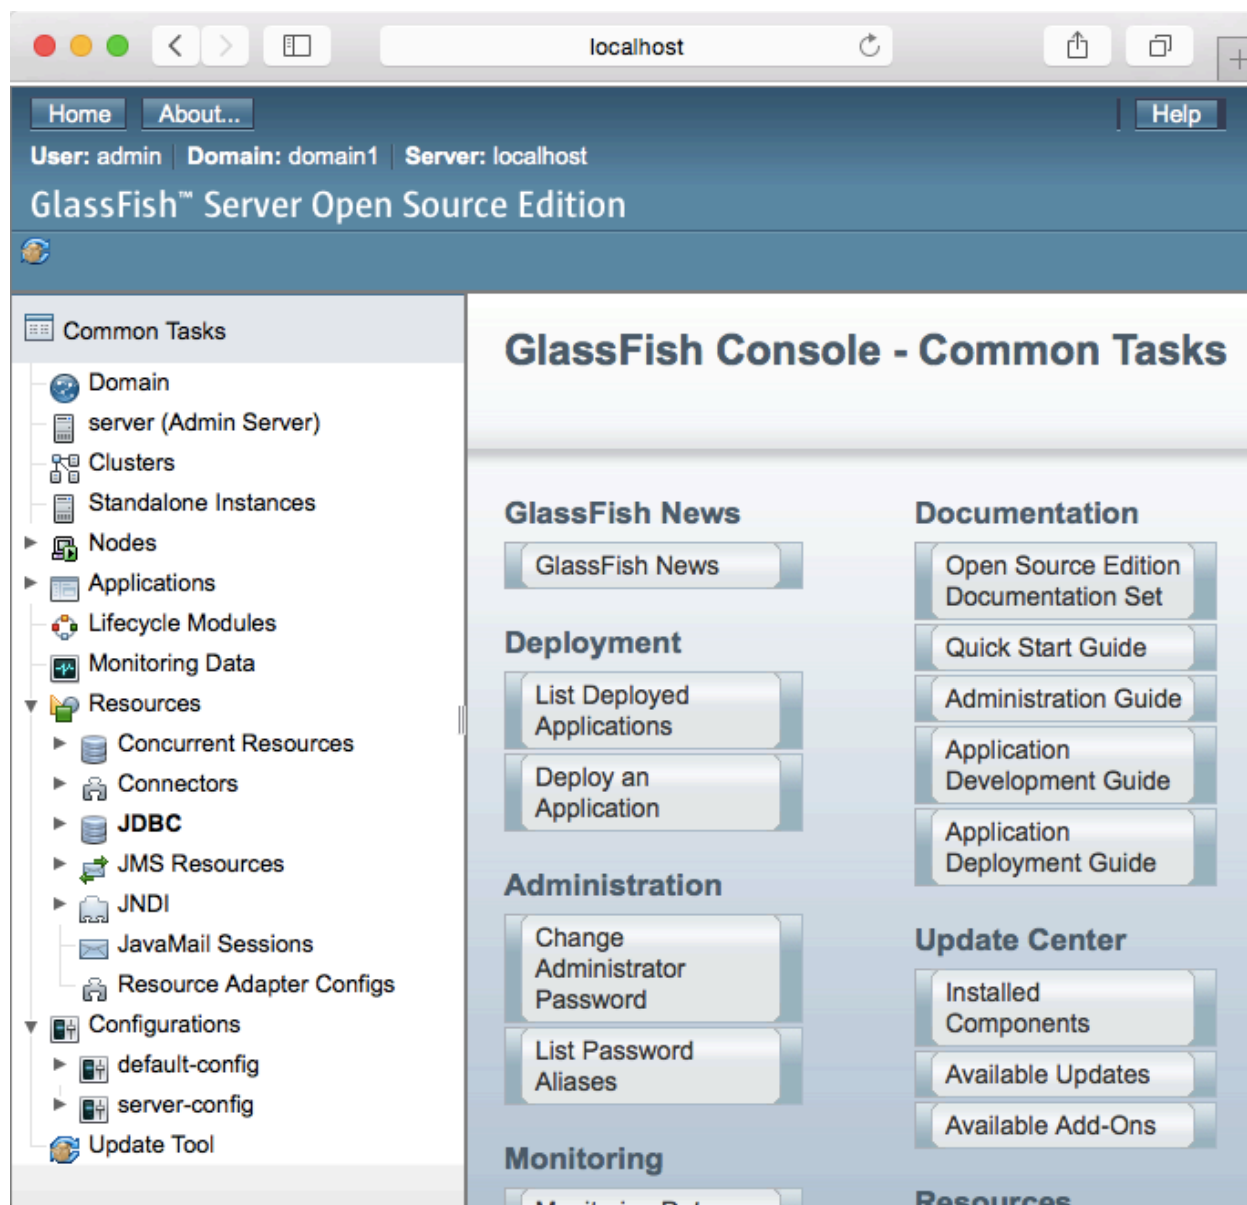 localhost
Home About... Help
User: admin Domain: domain1 Server: localhost
GlassFish™ Server Open Source Edition
Common Tasks
Domain
server (Admin Server)
Clusters
Standalone Instances
Nodes
Applications
Lifecycle Modules
Monitoring Data
Resources
Concurrent Resources
Connectors
JDBC
JMS Resources
JNDI
JavaMail Sessions
Resource Adapter Configs
Configurations
default-config
server-config
Update Tool
GlassFish Console - Common Tasks
GlassFish News
GlassFish News
Deployment
List Deployed
Applications
Deploy an
Application
Administration
Change
Administrator
Password
List Password
Aliases
Monitoring
Documentation
Open Source Edition
Documentation Set
Quick Start Guide
Administration Guide
Application
Development Guide
Application
Deployment Guide
Update Center
Installed
Components
Available Updates
Available Add-Ons
Resources